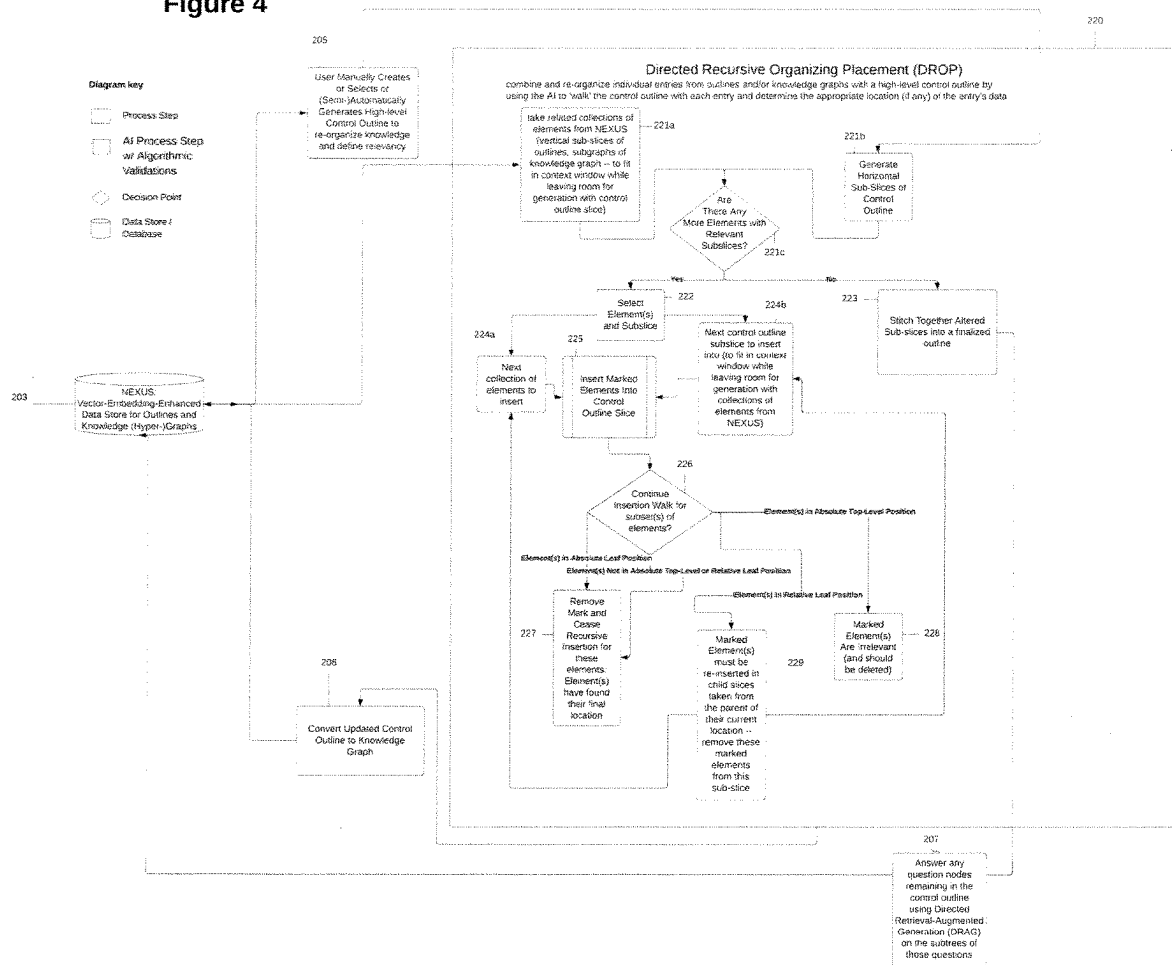 Figure 4
220
205
Diagram key
Process Step
AI Process Step
w/ Algorithmic
Validations
Decision Point
Data Store /
Database
User Manually Creates
or Selects or
(Semi-)Automatically
Generates High-level
Control Outline to
re-organize knowledge
and define relevancy
Directed Recursive Organizing Placement (DROP)
combine and re-organize individual entries from outlines and/or knowledge graphs with a high-level control outline by
using the AI to 'walk' the control outline with each entry and determine the appropriate location (if any) of the entry's data
take related collections of
elements from NEXUS
(vertical sub-slices of
outlines, subgraphs of
knowledge graph -- to fit
in context window while
leaving room for
generation with control
outline slice)
221a
221b
Generate
Horizontal
Sub-Slices of
Control
Outline
Are
There Any
More Elements with
Relevant
Subslices?
221c
Yes
No
Select
Element(s)
and Subslice
222
223
Stitch Together Altered
Sub-slices into a finalized
outline
224a
Next
collection of
elements to
insert
225
Insert Marked
Elements Into
Control
Outline Slice
224b
Next control outline
subslice to insert
into (to fit in context
window while
leaving room for
generation with
collections of
elements from
NEXUS)
203
NEXUS:
Vector-Embedding-Enhanced
Data Store for Outlines and
Knowledge (Hyper-)Graphs
226
Continue
Insertion Walk for
subset(s) of
elements?
Element(s) in Absolute Top-Level Position
Element(s) in Absolute Leaf Position
Element(s) Not in Absolute Top-Level or Relative Leaf Position
Element(s) in Relative Leaf Position
227
Remove
Mark and
Cease
Recursive
Insertion for
these
elements.
Element(s)
have found
their final
location
Marked
Element(s)
must be
re-inserted in
child slices
taken from
the parent of
their current
location --
remove these
marked
elements
from this
sub-slice
229
Marked
Element(s)
Are Irrelevant
(and should
be deleted)
228
206
Convert Updated Control
Outline to Knowledge
Graph
207
Answer any
question nodes
remaining in the
control outline
using Directed
Retrieval-Augmented
Generation (DRAG)
on the subtrees of
those questions